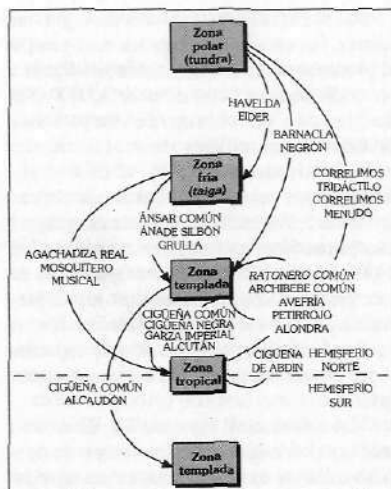 Zona
polar
(tundra)
HAVELDA
EIDER
BARNACLA
NEGRÓN
Zona
fría
(taiga)
CORRELIMOS
TRIDÁCTILO
CORRELIMOS
MENUDO
ÁNSAR COMÚN
ÁNADE SILBÓN
GRULLA
AGACHADIZA REAL
MOSQUITERO
MUSICAL
Zona
templada
RATONERO COMÚN
ARCHIBEBE COMÚN
AVEFRÍA
PETIRROJO
ALONDRA
CIGÜEÑA COMÚN
CIGÜEÑA NEGRA
GARZA IMPERIAL
ALCUTÁN
Zona
tropical
CIGÜEÑA
DE ABDIN
HEMISFERIO
NORTE
HEMISFERIO
SUR
CIGÜEÑA COMÚN
ALCAUDÓN
Zona
templada